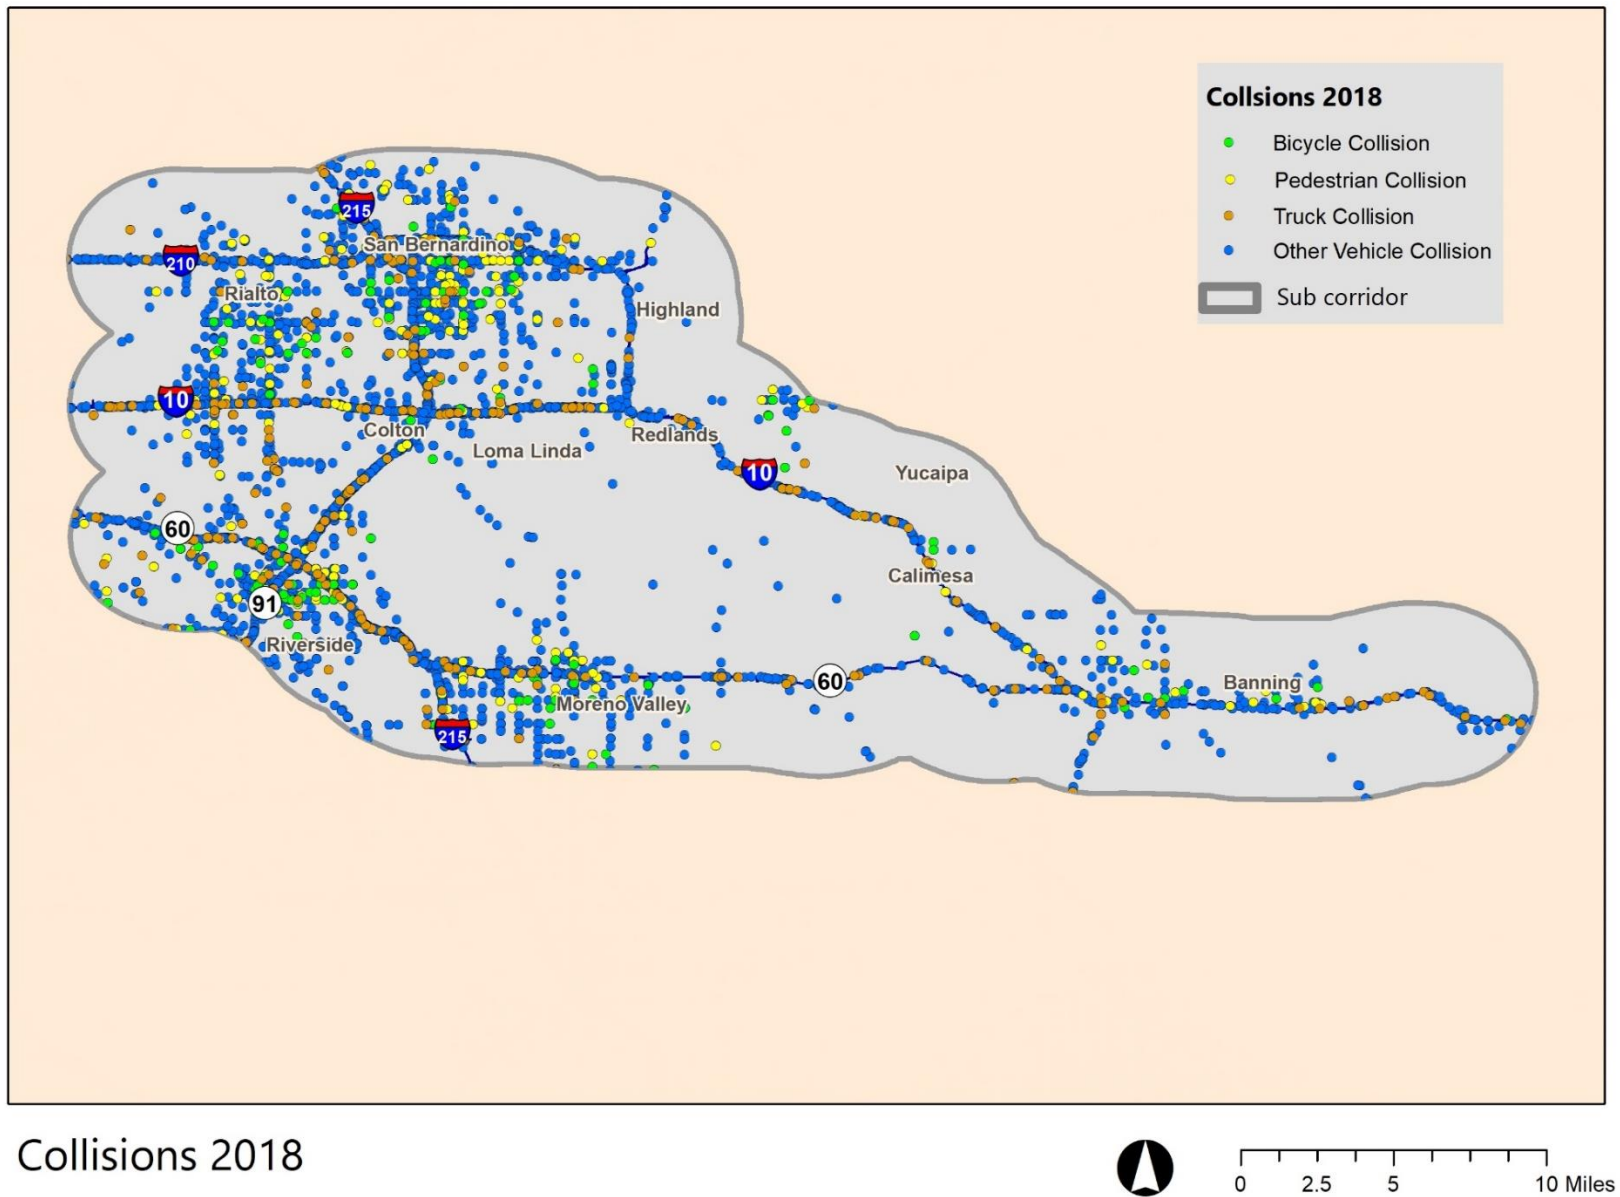 Collsions 2018
Bicycle Collision
Pedestrian Collision
Truck Collision
Other Vehicle Collision
Sub corridor
215
San Bernardino
210
Rialto
Highland
10
Colton
Redlands
Loma Linda
10
Yucaipa
60
Calimesa
91
Riverside
60
Banning
Moreno Valley
215
Collisions 2018
0 2.5 5 10 Miles